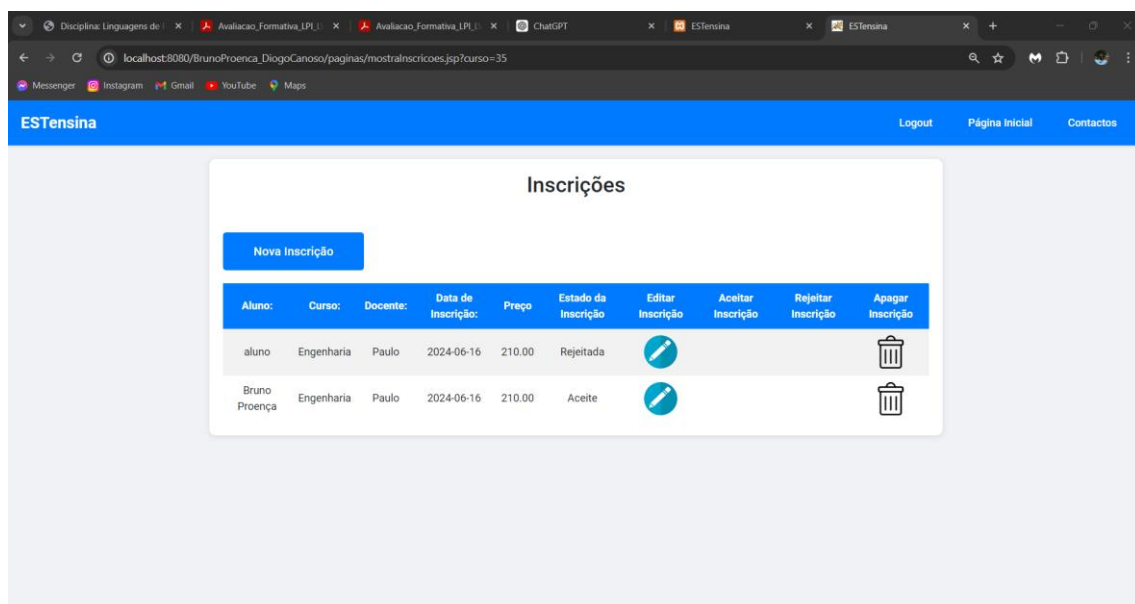 Disciplina: Linguagens de
Avaliacao_Formativa_LPI_
Avaliacao_Formativa_LPI_
ChatGPT
ESTensina
ESTensina
localhost:8080/BrunoProenca_DiogoCanoso/paginas/mostraInscricoes.jsp?curso=35
Messenger Instagram Gmail YouTube Maps
ESTensina Logout Página Inicial Contactos
Inscrições
Nova Inscrição
Aluno: Curso: Docente: Data de Inscrição: Preço Estado da Inscrição Editar Inscrição Aceitar Inscrição Rejeitar Inscrição Apagar Inscrição
aluno Engenharia Paulo 2024-06-16 210.00 Rejeitada
Bruno Proença Engenharia Paulo 2024-06-16 210.00 Aceite